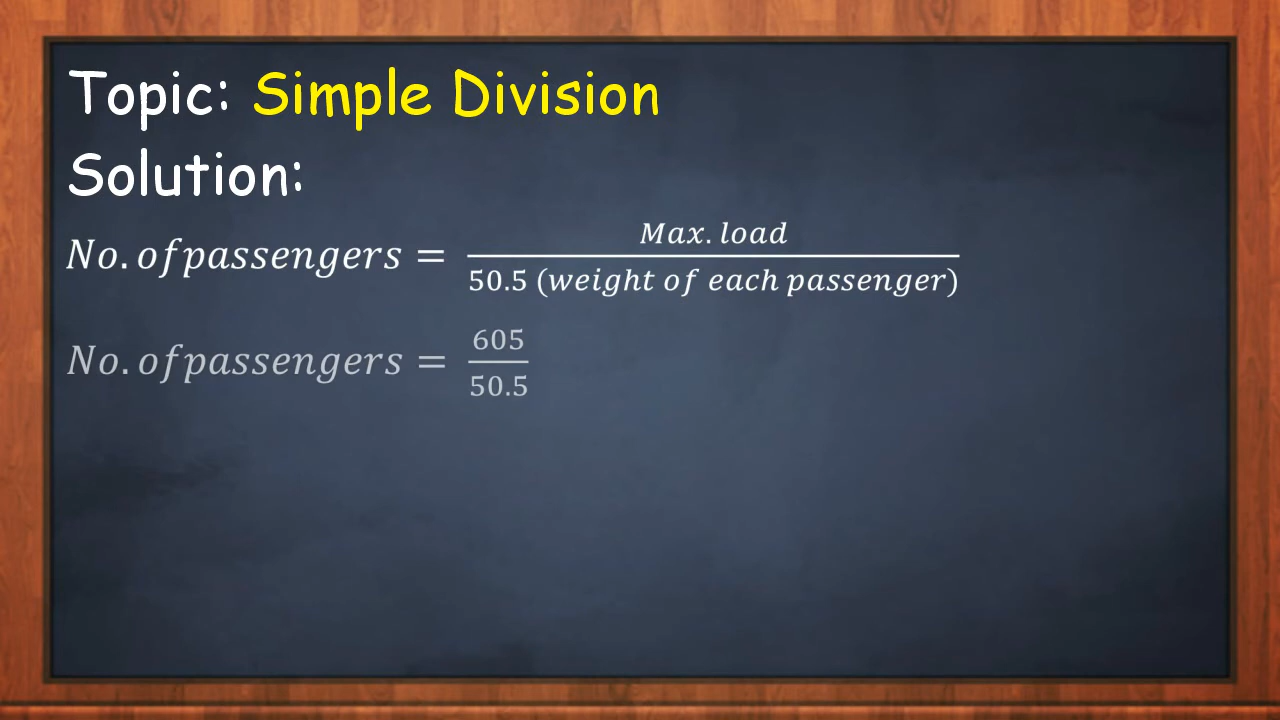 Topic: Simple Division
Solution:
No. of passengers = Max. load / 50.5 (weight of each passenger)
No. of passengers = 605 / 50.5